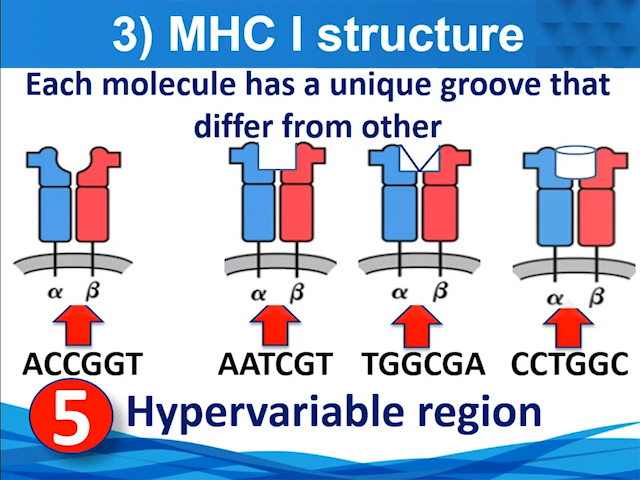 3) MHC I structure
Each molecule has a unique groove that
differ from other
α β α β α β α β
ACCGGT AATCGT TGGCGA CCTGGC
5 Hypervariable region